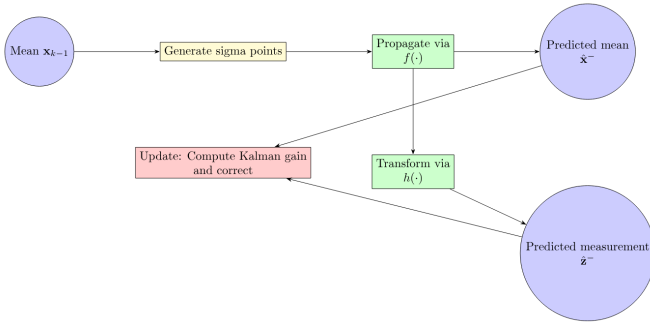 Mean 𝐱ₖ₋₁
Generate sigma points
Propagate via
f(·)
Predicted mean
x̂⁻
Update: Compute Kalman gain
and correct
Transform via
h(·)
Predicted measurement
ẑ⁻